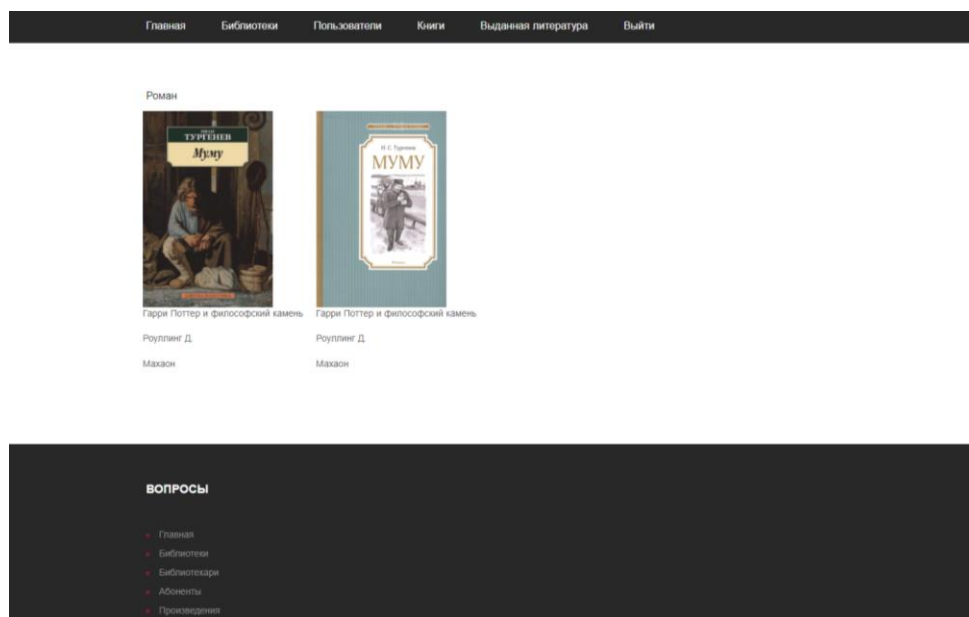 Главная Библиотеки Пользователи Книги Выданная литература Выйти
Роман
ИВАН
ТУРГЕНЕВ
Муму
И. С. Тургенев
МУМУ
Гарри Поттер и философский камень
Роуллинг Д.
Махаон
Гарри Поттер и философский камень
Роуллинг Д.
Махаон
ВОПРОСЫ
Главная
Библиотеки
Библиотекари
Абоненты
Произведения